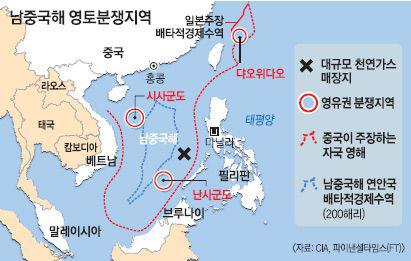 남중국해 영토분쟁지역
일본주장
배타적경제수역
중국
홍콩
라오스
시사군도
다오위다오
태국
남중국해
태평양
캄보디아
마닐라
베트남
필리핀
난사군도
브루나이
말레이시아
대규모 천연가스
매장지
영유권 분쟁지역
중국이 주장하는
자국 영해
남중국해 연안국
배타적경제수역
(200해리)
〈자료: CIA, 파이낸셜타임스(FT)〉